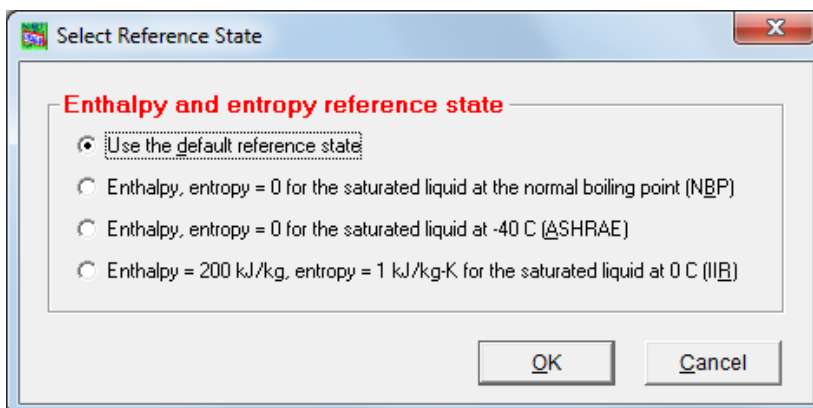 Select Reference State
Enthalpy and entropy reference state
Use the default reference state
Enthalpy, entropy = 0 for the saturated liquid at the normal boiling point (NBP)
Enthalpy, entropy = 0 for the saturated liquid at -40 C (ASHRAE)
Enthalpy = 200 kJ/kg, entropy = 1 kJ/kg-K for the saturated liquid at 0 C (IIR)
OK Cancel